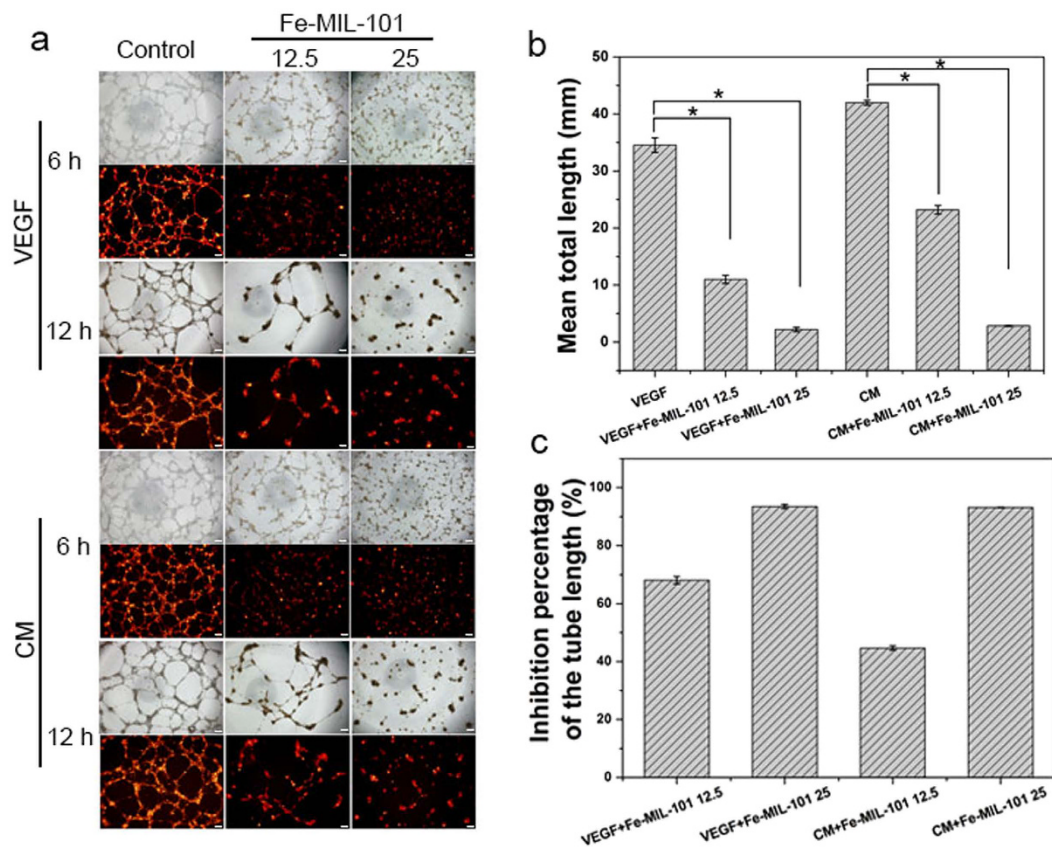 a
Fe-MIL-101
Control
12.5
25
VEGF
6 h
12 h
CM
6 h
12 h
b
Mean total length (mm)
50
40
30
20
10
0
VEGF
VEGF+Fe-MIL-101 12.5
VEGF+Fe-MIL-101 25
CM
CM+Fe-MIL-101 12.5
CM+Fe-MIL-101 25
*
*
*
*
c
Inhibition percentage
of the tube length (%)
100
80
60
40
20
0
VEGF+Fe-MIL-101 12.5
VEGF+Fe-MIL-101 25
CM+Fe-MIL-101 12.5
CM+Fe-MIL-101 25